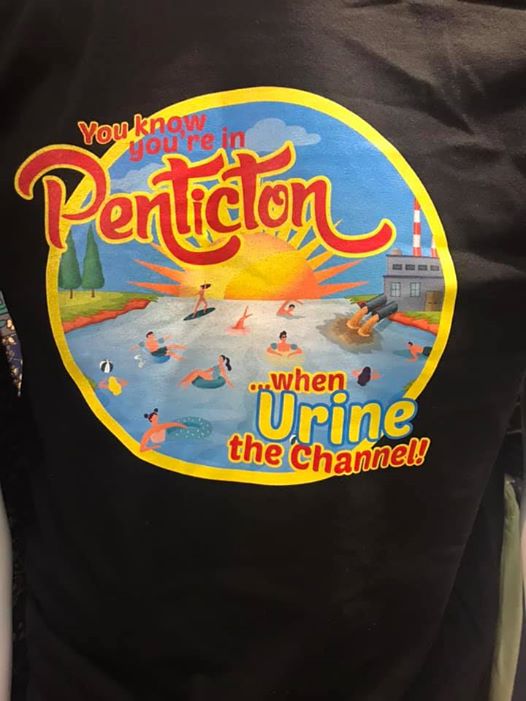 You know
you're in
Penticton
...when
Urine
the Channel!